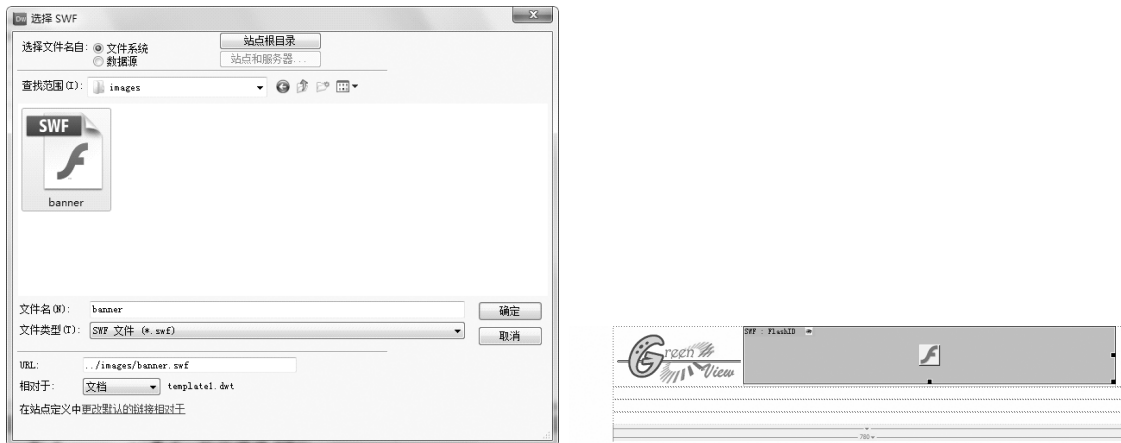 Dw 选择 SWF
选择文件名自: 文件系统 站点根目录
数据源 站点和服务器...
查找范围(I): images
SWF
banner
文件名(N): banner 确定
文件类型(T): SWF 文件 (*.swf) 取消
URL: ../images/banner.swf
相对于: 文档 template1.dwt
在站点定义中更改默认的链接相对于
SWF : FlashID
Green
View
780